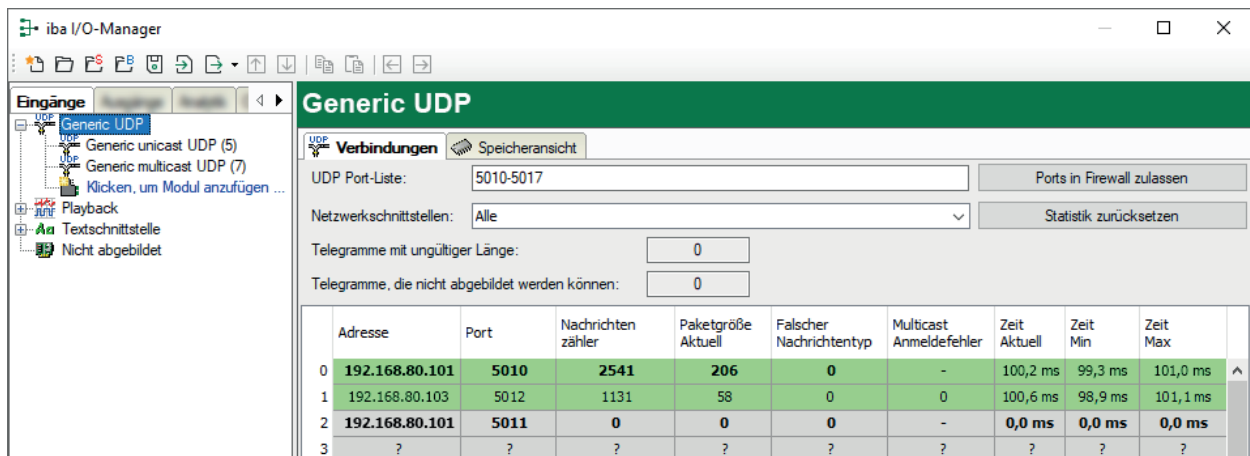 iba I/O-Manager
Eingänge
Generic UDP
Generic unicast UDP (5)
Generic multicast UDP (7)
Klicken, um Modul anzufügen ...
Playback
Textschnittstelle
Nicht abgebildet
Generic UDP
Verbindungen Speicheransicht
UDP Port-Liste: 5010-5017 Ports in Firewall zulassen
Netzwerkschnittstellen: Alle Statistik zurücksetzen
Telegramme mit ungültiger Länge: 0
Telegramme, die nicht abgebildet werden können: 0
Adresse Port Nachrichten zähler Paketgröße Aktuell Falscher Nachrichtentyp Multicast Anmeldefehler Zeit Aktuell Zeit Min Zeit Max
0 192.168.80.101 5010 2541 206 0 - 100,2 ms 99,3 ms 101,0 ms
1 192.168.80.103 5012 1131 58 0 0 100,6 ms 98,9 ms 101,1 ms
2 192.168.80.101 5011 0 0 0 - 0,0 ms 0,0 ms 0,0 ms
3 ? ? ? ? ? ? ? ? ?